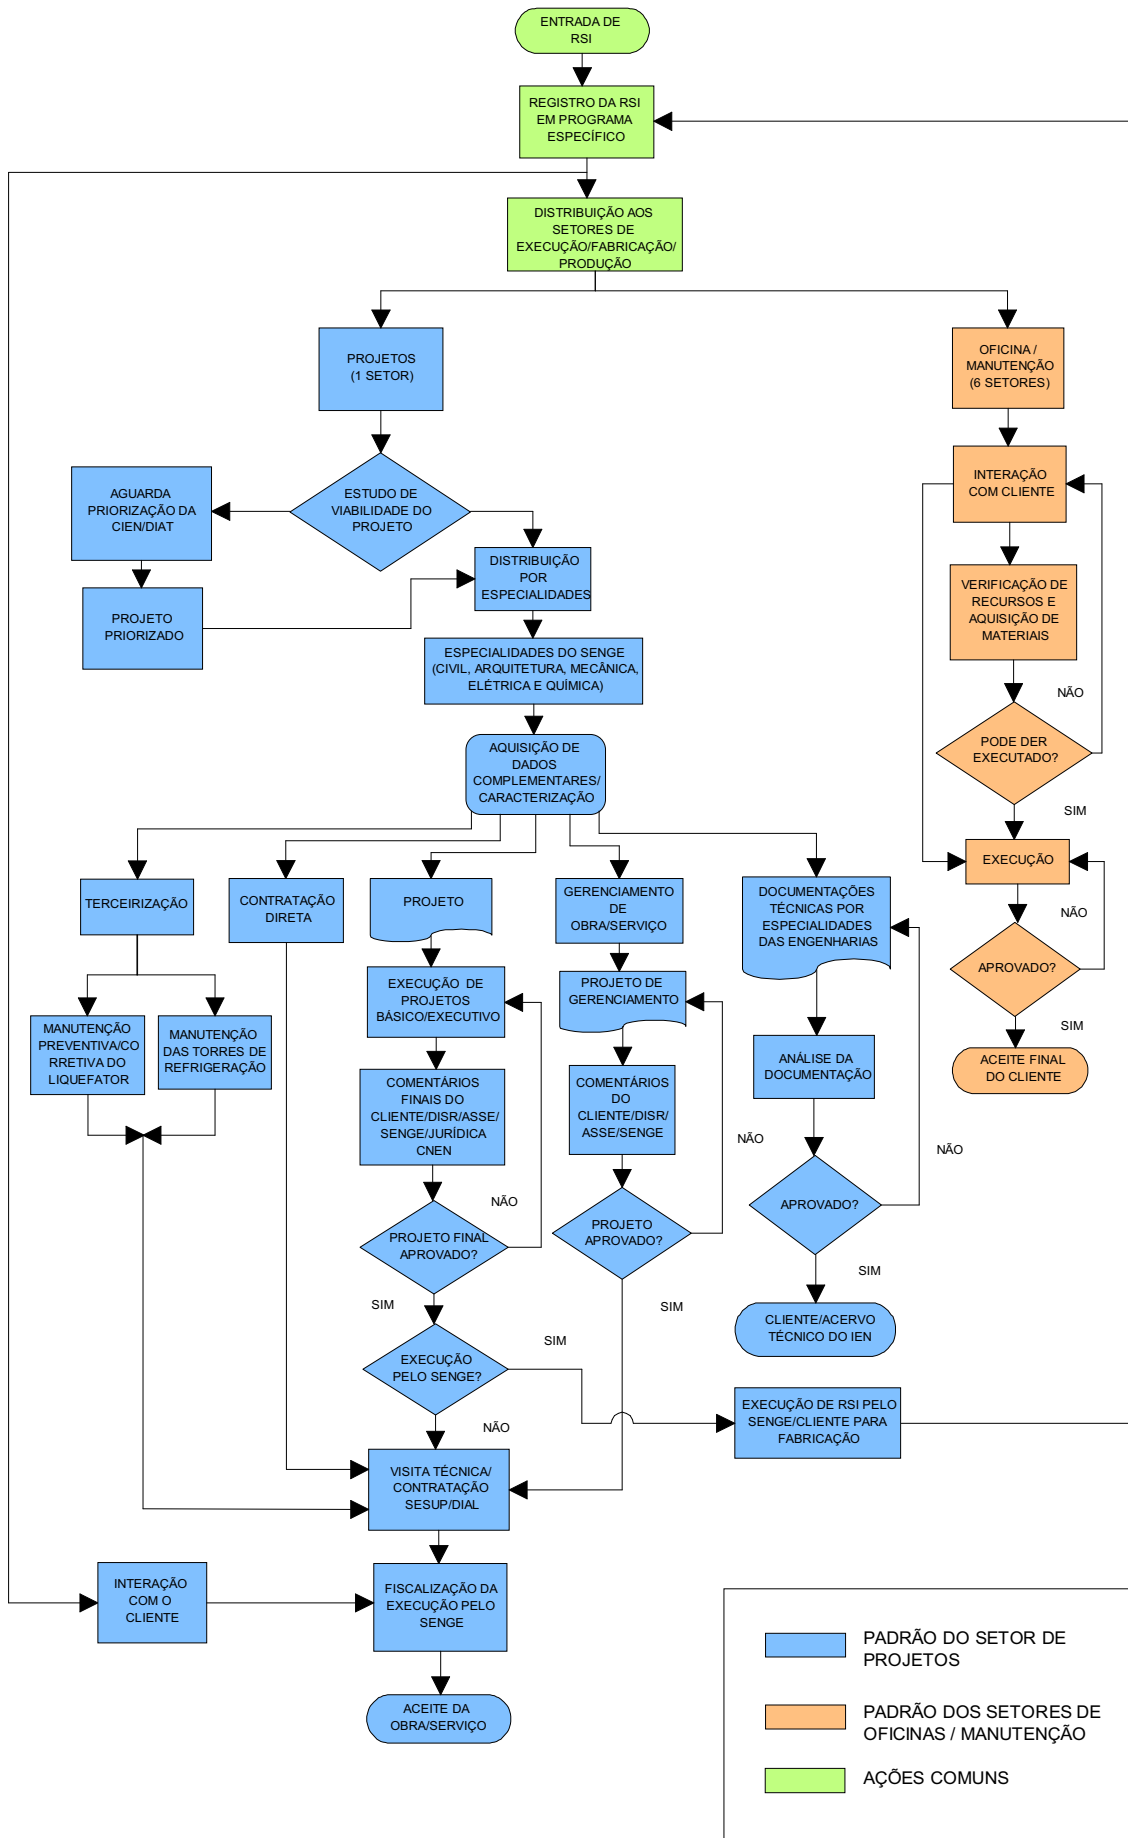 ENTRADA DE
RSI
REGISTRO DA RSI
EM PROGRAMA
ESPECÍFICO
DISTRIBUIÇÃO AOS
SETORES DE
EXECUÇÃO/FABRICAÇÃO/
PRODUÇÃO
PROJETOS
(1 SETOR)
OFICINA /
MANUTENÇÃO
(6 SETORES)
ESTUDO DE
VIABILIDADE DO
PROJETO
AGUARDA
PRIORIZAÇÃO DA
CIEN/DIAT
PROJETO
PRIORIZADO
DISTRIBUIÇÃO
POR
ESPECIALIDADES
ESPECIALIDADES DO SENGE
(CIVIL, ARQUITETURA, MECÂNICA,
ELÉTRICA E QUÍMICA)
AQUISIÇÃO DE
DADOS
COMPLEMENTARES/
CARACTERIZAÇÃO
INTERAÇÃO
COM CLIENTE
VERIFICAÇÃO DE
RECURSOS E
AQUISIÇÃO DE
MATERIAIS
NÃO
PODE DER
EXECUTADO?
SIM
EXECUÇÃO
NÃO
APROVADO?
SIM
ACEITE FINAL
DO CLIENTE
TERCEIRIZAÇÃO
CONTRATAÇÃO
DIRETA
PROJETO
GERENCIAMENTO
DE
OBRA/SERVIÇO
DOCUMENTAÇÕES
TÉCNICAS POR
ESPECIALIDADES
DAS ENGENHARIAS
MANUTENÇÃO
PREVENTIVA/CO
RRETIVA DO
LIQUEFATOR
MANUTENÇÃO
DAS TORRES DE
REFRIGERAÇÃO
EXECUÇÃO DE
PROJETOS
BÁSICO/EXECUTIVO
PROJETO DE
GERENCIAMENTO
ANÁLISE DA
DOCUMENTAÇÃO
COMENTÁRIOS
FINAIS DO
CLIENTE/DISR/ASSE/
SENGE/JURÍDICA
CNEN
COMENTÁRIOS
DO
CLIENTE/DISR/
ASSE/SENGE
NÃO
NÃO
NÃO
PROJETO FINAL
APROVADO?
PROJETO
APROVADO?
APROVADO?
SIM
SIM
SIM
CLIENTE/ACERVO
TÉCNICO DO IEN
EXECUÇÃO
PELO SENGE?
SIM
NÃO
EXECUÇÃO DE RSI PELO
SENGE/CLIENTE PARA
FABRICAÇÃO
VISITA TÉCNICA/
CONTRATAÇÃO
SESUP/DIAL
INTERAÇÃO
COM O
CLIENTE
FISCALIZAÇÃO DA
EXECUÇÃO PELO
SENGE
ACEITE DA
OBRA/SERVIÇO
PADRÃO DO SETOR DE
PROJETOS
PADRÃO DOS SETORES DE
OFICINAS / MANUTENÇÃO
AÇÕES COMUNS